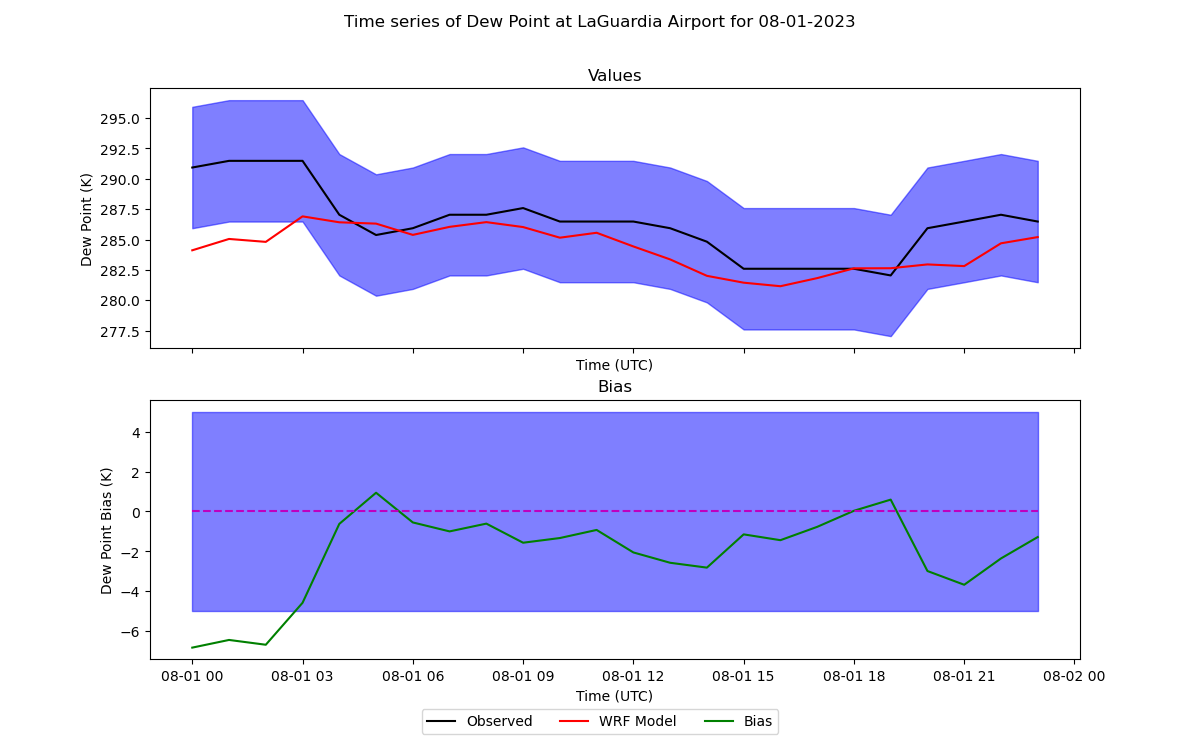 Time series of Dew Point at LaGuardia Airport for 08-01-2023
Values
Dew Point (K)
295.0
292.5
290.0
287.5
285.0
282.5
280.0
277.5
Time (UTC)
Bias
Dew Point Bias (K)
4
2
0
−2
−4
−6
08-01 00 08-01 03 08-01 06 08-01 09 08-01 12 08-01 15 08-01 18 08-01 21 08-02 00
Time (UTC)
Observed WRF Model Bias